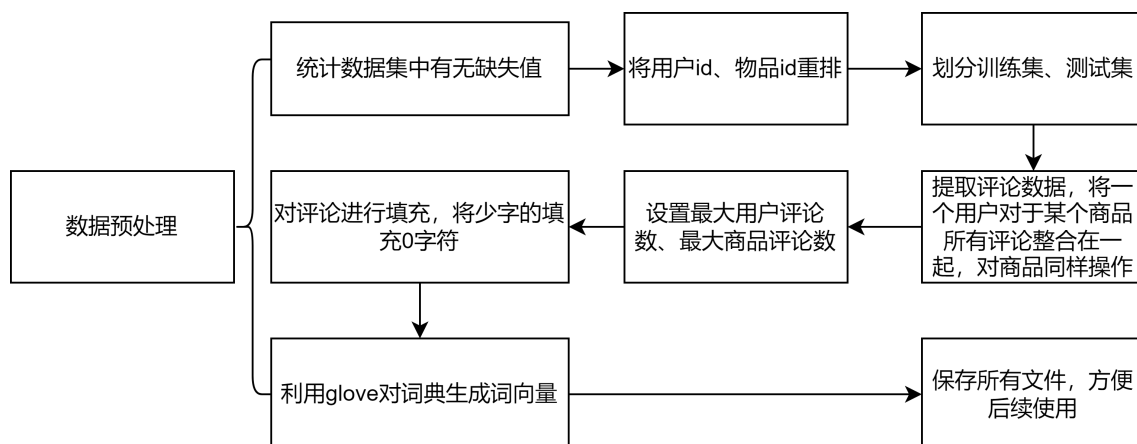 统计数据集中有无缺失值
将用户id、物品id重排
划分训练集、测试集
数据预处理
对评论进行填充，将少字的填
充0字符
设置最大用户评论
数、最大商品评论数
提取评论数据，将一
个用户对于某个商品
所有评论整合在一
起，对商品同样操作
利用glove对词典生成词向量
保存所有文件，方便
后续使用